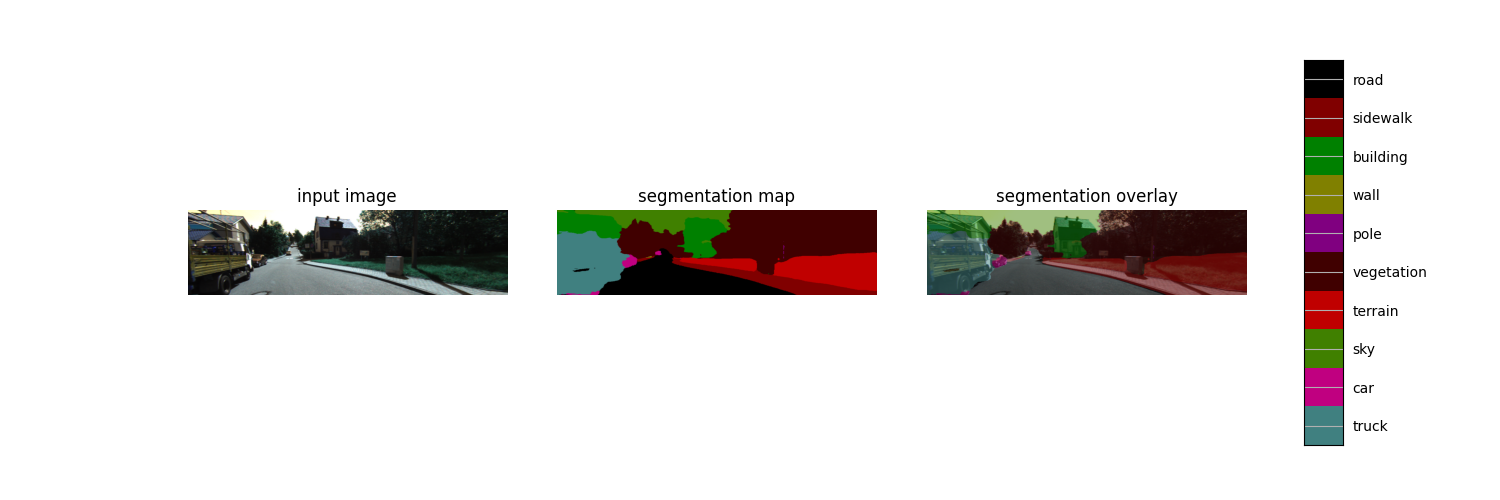 input image
segmentation map
segmentation overlay
road
sidewalk
building
wall
pole
vegetation
terrain
sky
car
truck